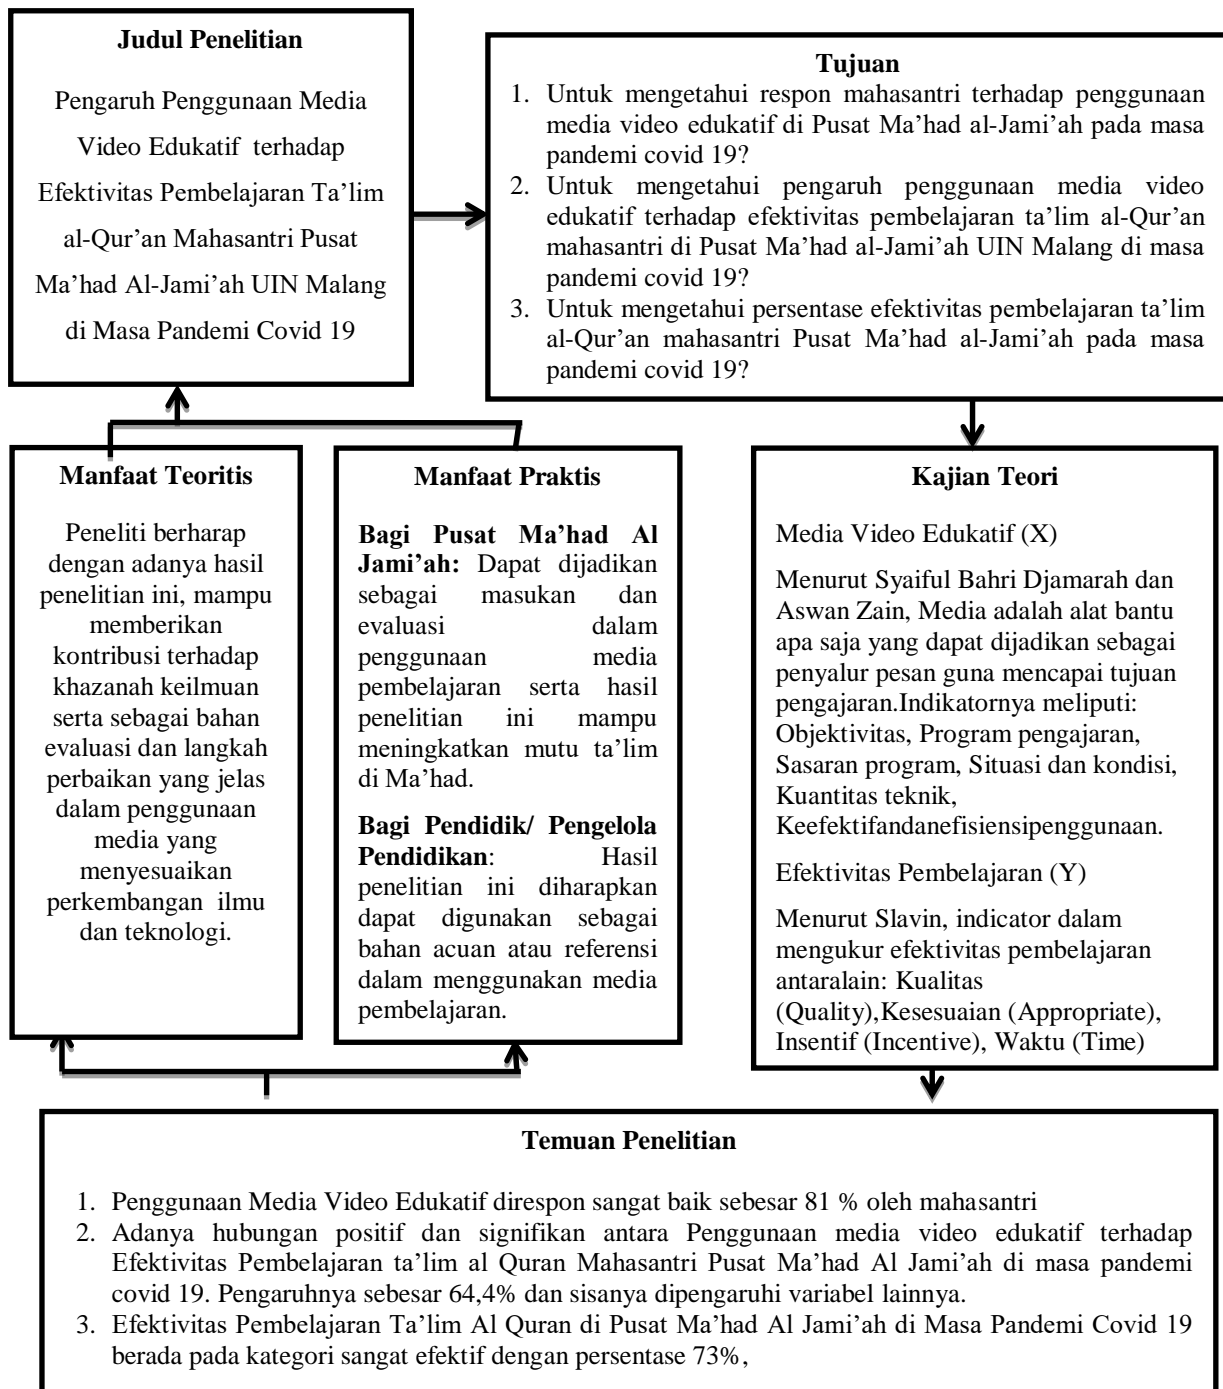 Judul Penelitian
Pengaruh Penggunaan Media
Video Edukatif terhadap
Efektivitas Pembelajaran Ta’lim
al-Qur’an Mahasantri Pusat
Ma’had Al-Jami’ah UIN Malang
di Masa Pandemi Covid 19
Tujuan
1. Untuk mengetahui respon mahasantri terhadap penggunaan
media video edukatif di Pusat Ma’had al-Jami’ah pada masa
pandemi covid 19?
2. Untuk mengetahui pengaruh penggunaan media video
edukatif terhadap efektivitas pembelajaran ta’lim al-Qur’an
mahasantri di Pusat Ma’had al-Jami’ah UIN Malang di masa
pandemi covid 19?
3. Untuk mengetahui persentase efektivitas pembelajaran ta’lim
al-Qur’an mahasantri Pusat Ma’had al-Jami’ah pada masa
pandemi covid 19?
Manfaat Teoritis
Peneliti berharap
dengan adanya hasil
penelitian ini, mampu
memberikan
kontribusi terhadap
khazanah keilmuan
serta sebagai bahan
evaluasi dan langkah
perbaikan yang jelas
dalam penggunaan
media yang
menyesuaikan
perkembangan ilmu
dan teknologi.
Manfaat Praktis
Bagi Pusat Ma’had Al
Jami’ah: Dapat dijadikan
sebagai masukan dan
evaluasi dalam
penggunaan media
pembelajaran serta hasil
penelitian ini mampu
meningkatkan mutu ta’lim
di Ma’had.
Bagi Pendidik/ Pengelola
Pendidikan: Hasil
penelitian ini diharapkan
dapat digunakan sebagai
bahan acuan atau referensi
dalam menggunakan media
pembelajaran.
Kajian Teori
Media Video Edukatif (X)
Menurut Syaiful Bahri Djamarah dan
Aswan Zain, Media adalah alat bantu
apa saja yang dapat dijadikan sebagai
penyalur pesan guna mencapai tujuan
pengajaran.Indikatornya meliputi:
Objektivitas, Program pengajaran,
Sasaran program, Situasi dan kondisi,
Kuantitas teknik,
Keefektifandanefisiensipenggunaan.
Efektivitas Pembelajaran (Y)
Menurut Slavin, indicator dalam
mengukur efektivitas pembelajaran
antaralain: Kualitas
(Quality),Kesesuaian (Appropriate),
Insentif (Incentive), Waktu (Time)
Temuan Penelitian
1. Penggunaan Media Video Edukatif direspon sangat baik sebesar 81 % oleh mahasantri
2. Adanya hubungan positif dan signifikan antara Penggunaan media video edukatif terhadap
Efektivitas Pembelajaran ta’lim al Quran Mahasantri Pusat Ma’had Al Jami’ah di masa pandemi
covid 19. Pengaruhnya sebesar 64,4% dan sisanya dipengaruhi variabel lainnya.
3. Efektivitas Pembelajaran Ta’lim Al Quran di Pusat Ma’had Al Jami’ah di Masa Pandemi Covid 19
berada pada kategori sangat efektif dengan persentase 73%,